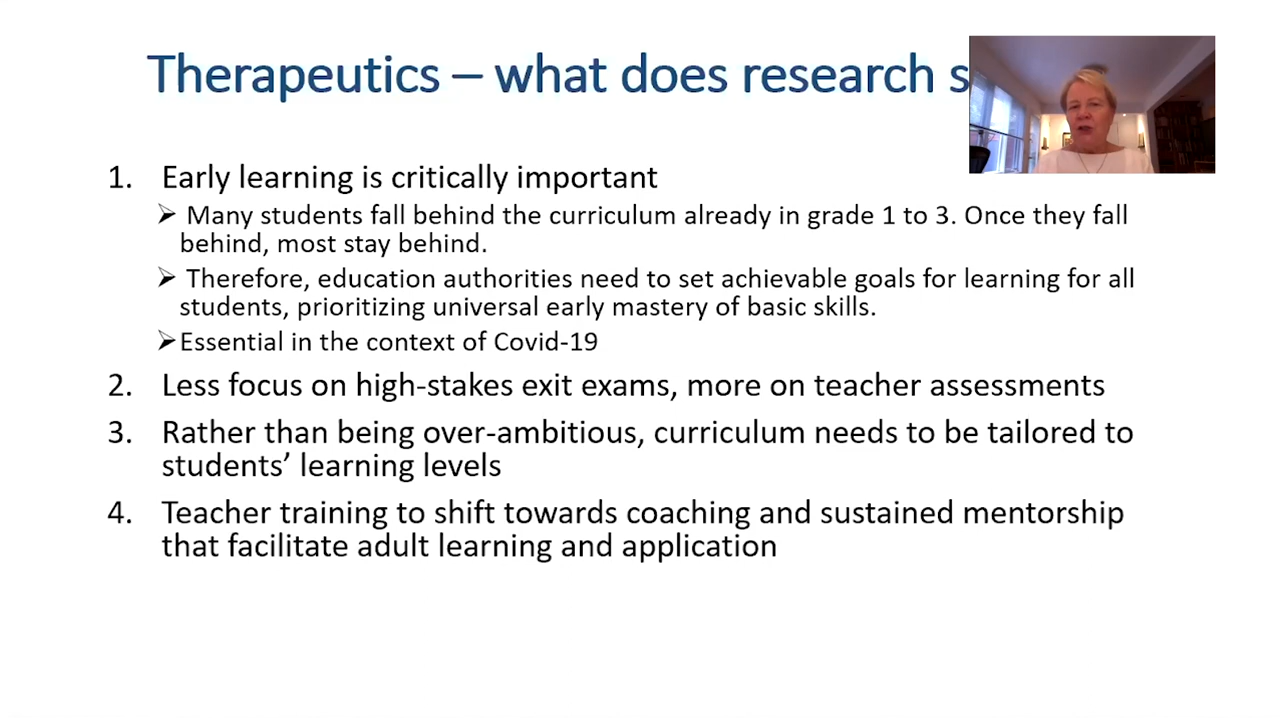 Therapeutics – what does research s
1. Early learning is critically important
➢ Many students fall behind the curriculum already in grade 1 to 3. Once they fall
behind, most stay behind.
➢ Therefore, education authorities need to set achievable goals for learning for all
students, prioritizing universal early mastery of basic skills.
➢Essential in the context of Covid-19
2. Less focus on high-stakes exit exams, more on teacher assessments
3. Rather than being over-ambitious, curriculum needs to be tailored to
students’ learning levels
4. Teacher training to shift towards coaching and sustained mentorship
that facilitate adult learning and application